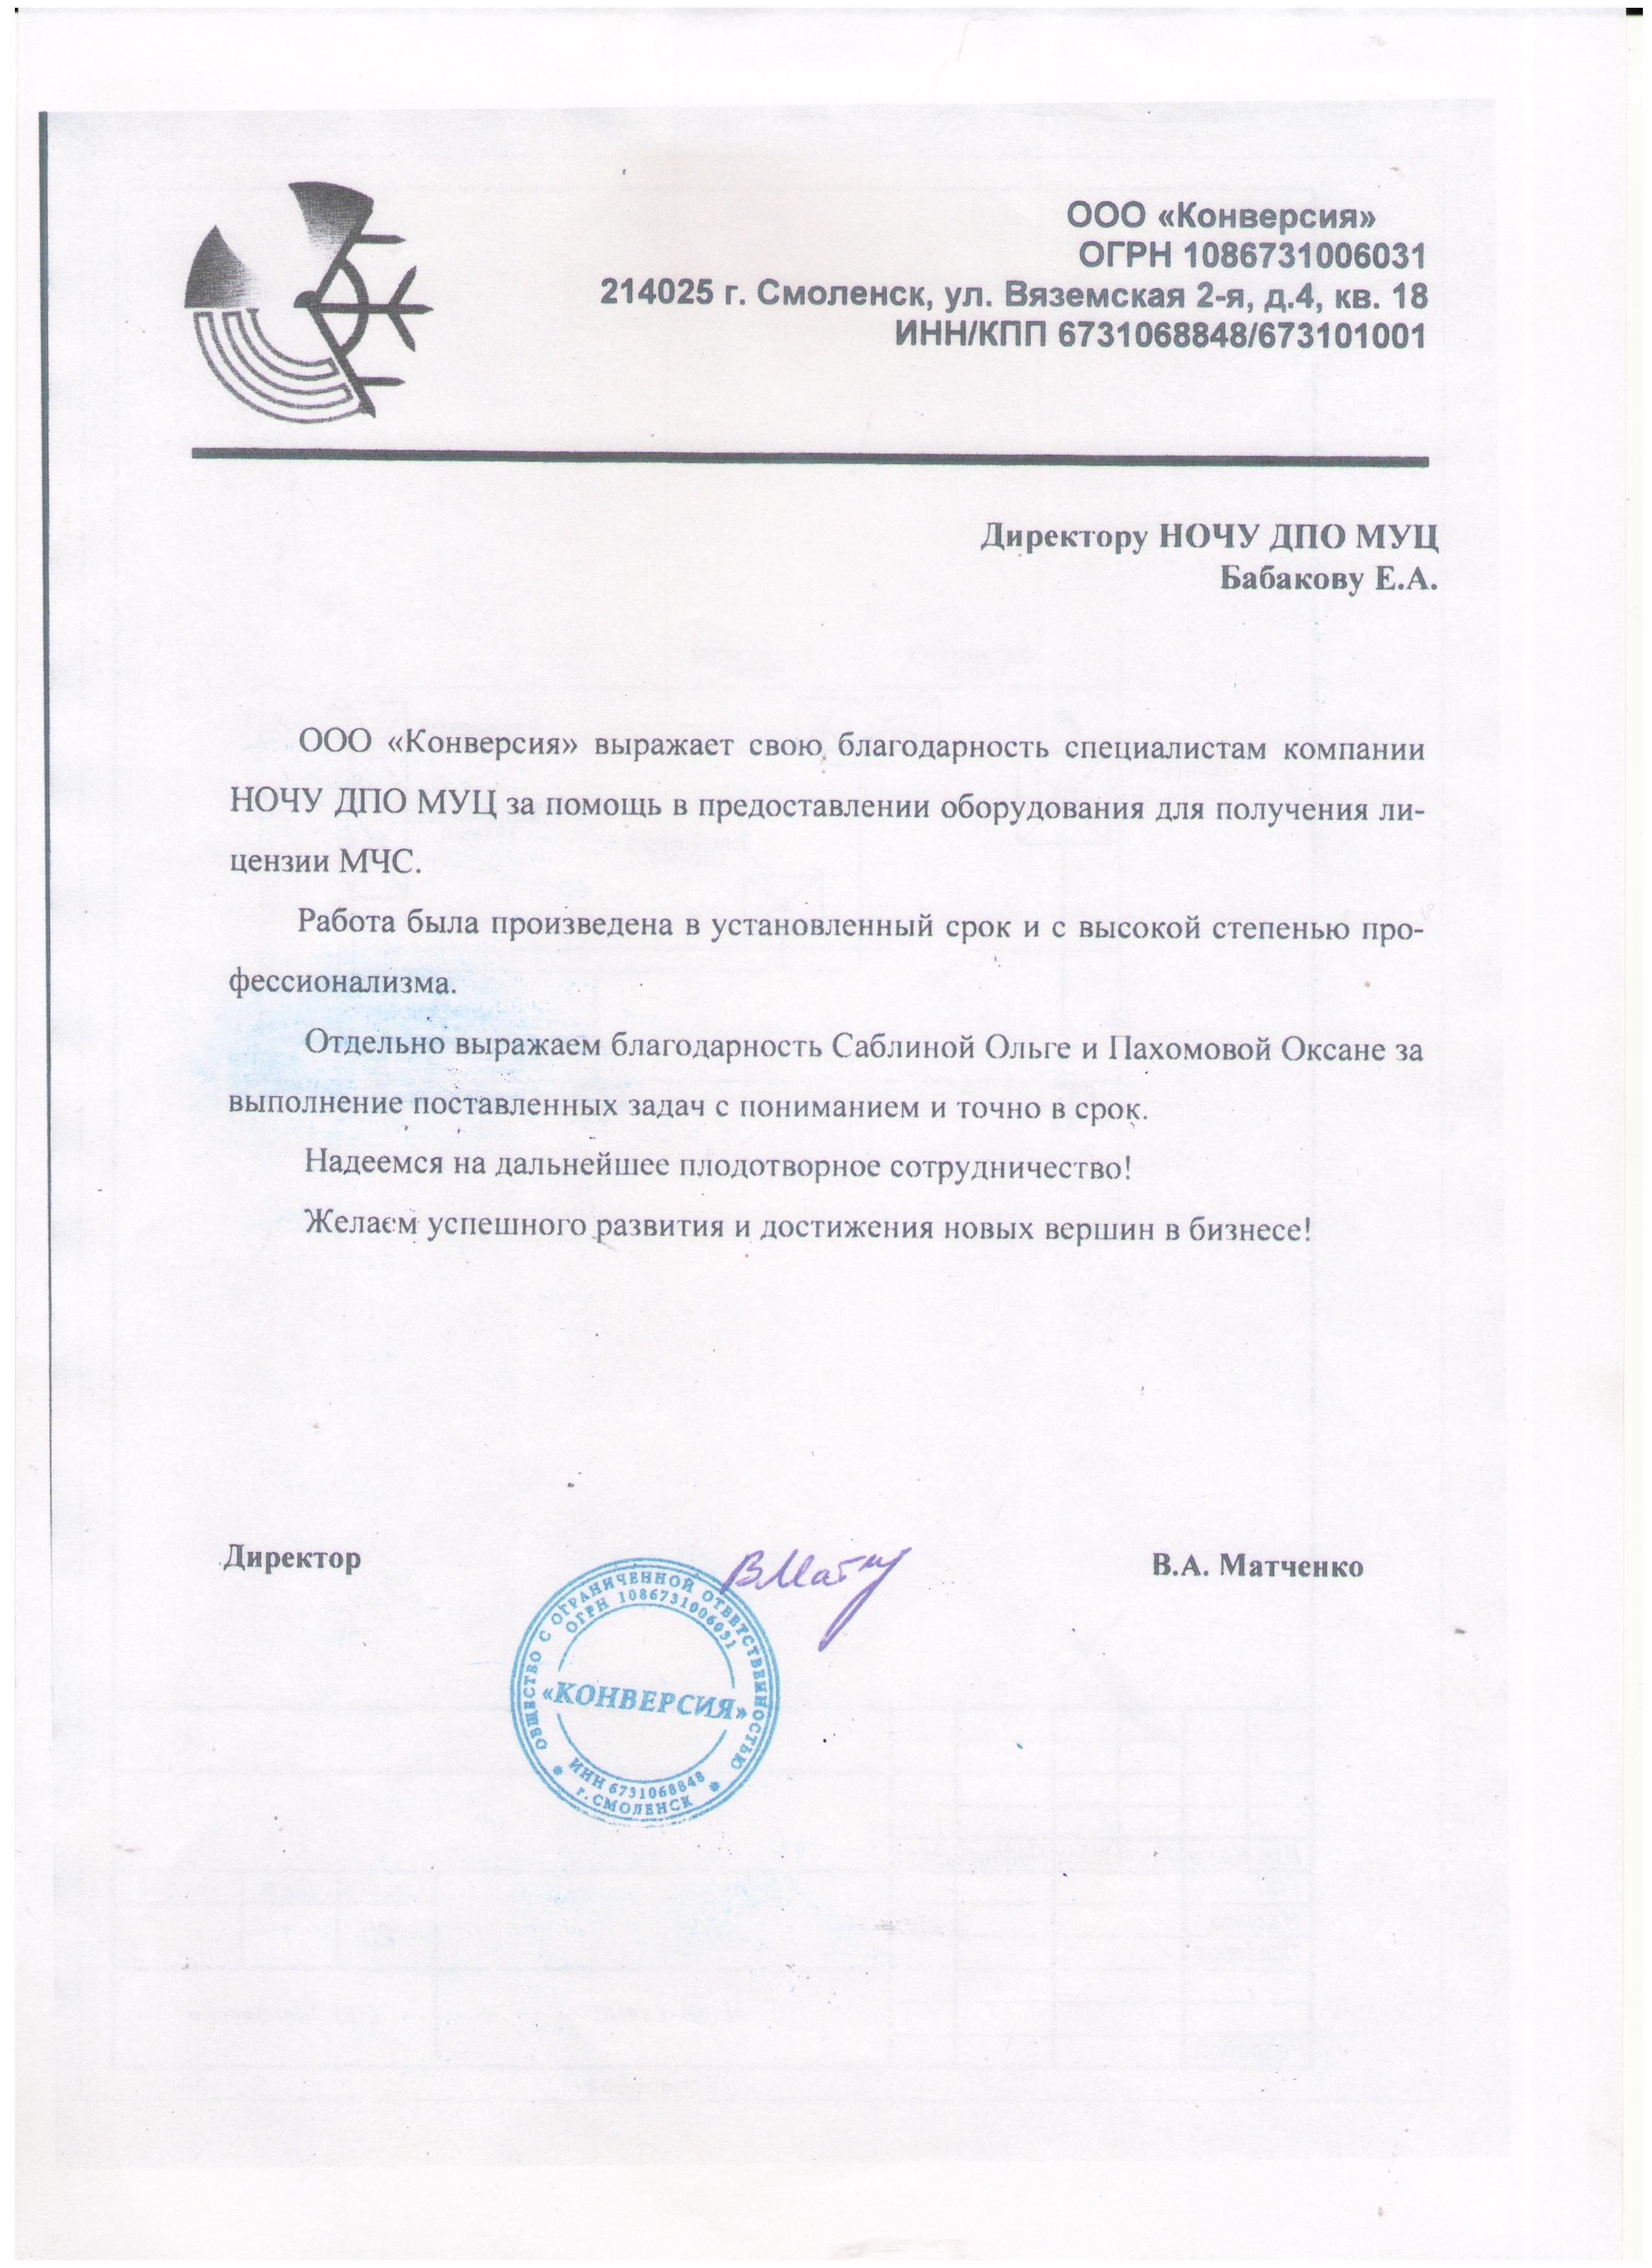 ООО «Конверсия»
ОГРН 1086731006031
214025 г. Смоленск, ул. Вяземская 2-я, д.4, кв. 18
ИНН/КПП 6731068848/673101001
Директору НОЧУ ДПО МУЦ
Бабакову Е.А.
ООО «Конверсия» выражает свою благодарность специалистам компании
НОЧУ ДПО МУЦ за помощь в предоставлении оборудования для получения ли-
цензии МЧС.
Работа была произведена в установленный срок и с высокой степенью про-
фессионализма.
Отдельно выражаем благодарность Саблиной Ольге и Пахомовой Оксане за
выполнение поставленных задач с пониманием и точно в срок.
Надеемся на дальнейшее плодотворное сотрудничество!
Желаем успешного развития и достижения новых вершин в бизнесе!
Директор
В.А. Матченко
ОБЩЕСТВО С ОГРАНИЧЕННОЙ ОТВЕТСТВЕННОСТЬЮ
ОГРН 1086731006031
«КОНВЕРСИЯ»
ИНН 6731068848
г. СМОЛЕНСК